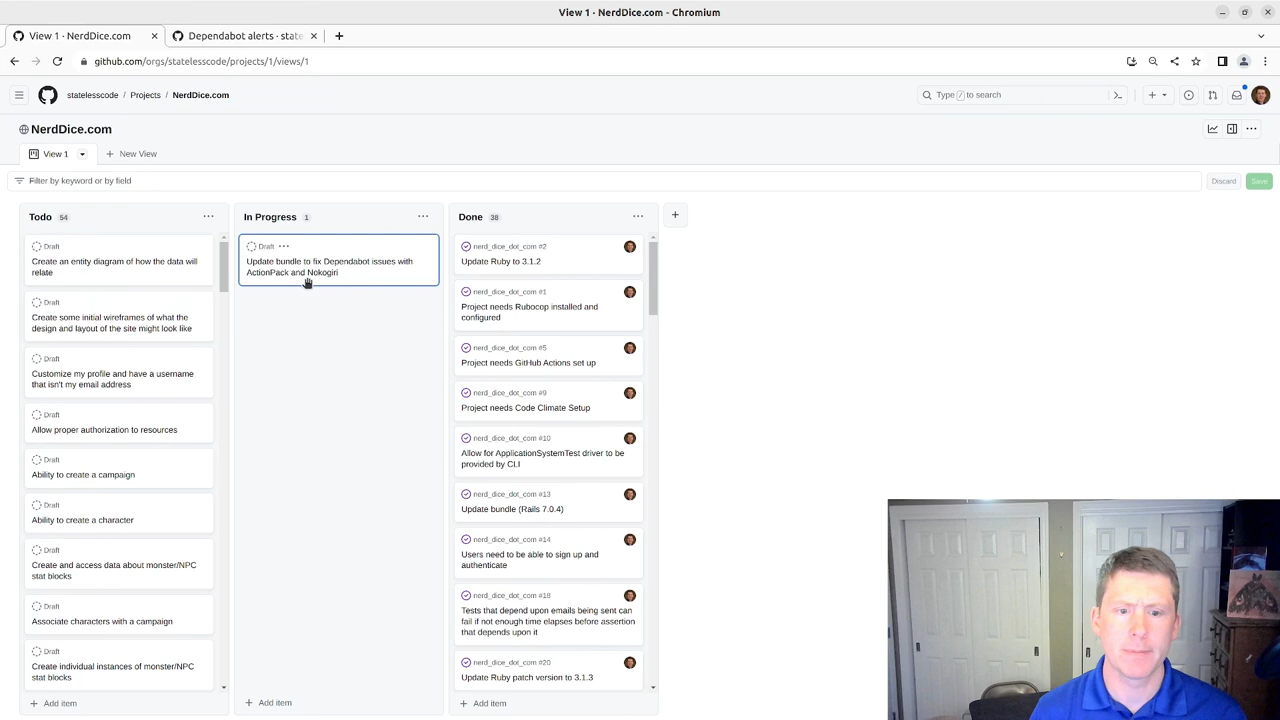 View 1 · NerdDice.com - Chromium
View 1 · NerdDice.com
Dependabot alerts · state
github.com/orgs/statelesscode/projects/1/views/1
statelesscode / Projects / NerdDice.com
Type / to search
NerdDice.com
View 1
New View
Filter by keyword or by field
Discard
Save
Todo 54
Draft
Create an entity diagram of how the data will
relate
Draft
Create some initial wireframes of what the
design and layout of the site might look like
Draft
Customize my profile and have a username
that isn't my email address
Draft
Allow proper authorization to resources
Draft
Ability to create a campaign
Draft
Ability to create a character
Draft
Create and access data about monster/NPC
stat blocks
Draft
Associate characters with a campaign
Draft
Create individual instances of monster/NPC
stat blocks
Add item
In Progress 1
Draft
Update bundle to fix Dependabot issues with
ActionPack and Nokogiri
Add item
Done 38
nerd_dice_dot_com #2
Update Ruby to 3.1.2
nerd_dice_dot_com #1
Project needs Rubocop installed and
configured
nerd_dice_dot_com #5
Project needs GitHub Actions set up
nerd_dice_dot_com #9
Project needs Code Climate Setup
nerd_dice_dot_com #10
Allow for ApplicationSystemTest driver to be
provided by CLI
nerd_dice_dot_com #13
Update bundle (Rails 7.0.4)
nerd_dice_dot_com #14
Users need to be able to sign up and
authenticate
nerd_dice_dot_com #18
Tests that depend upon emails being sent can
fail if not enough time elapses before assertion
that depends upon it
nerd_dice_dot_com #20
Update Ruby patch version to 3.1.3
Add item